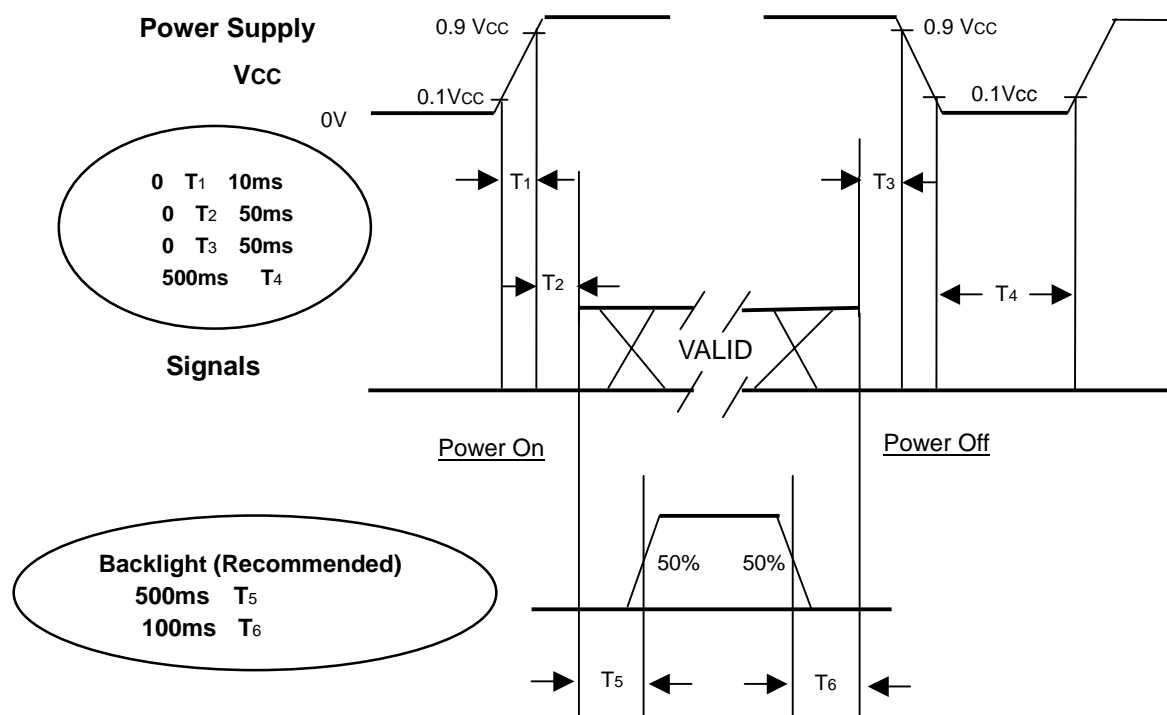 Power Supply
VCC
0.9 VCC
0.1VCC
0V
0.9 VCC
0.1Vcc
0 T1 10ms
0 T2 50ms
0 T3 50ms
500ms T4
T1
T2
T3
T4
Signals
VALID
Power On
Power Off
Backlight (Recommended)
500ms T5
100ms T6
50%
50%
T5
T6